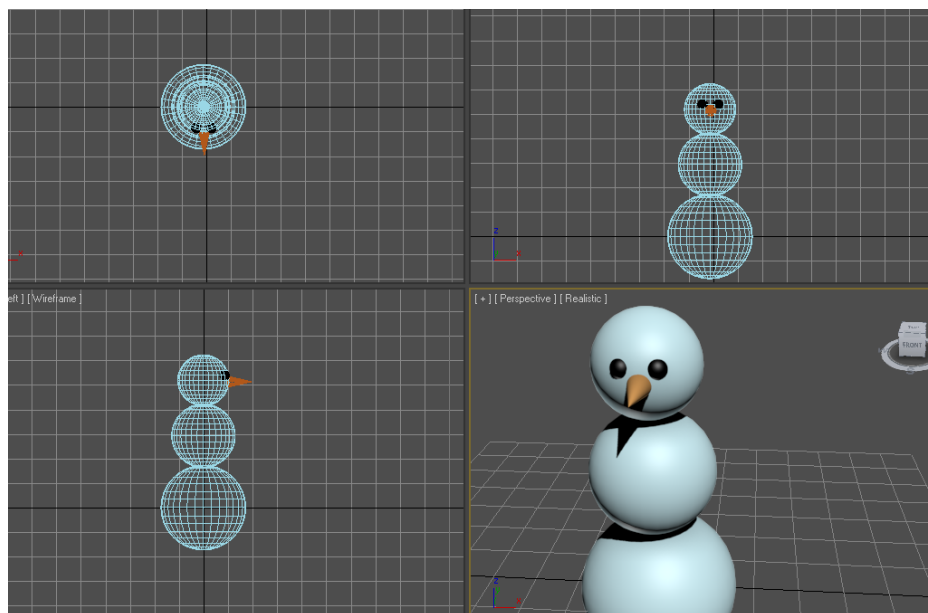 z
x
x
eft ] [ Wireframe ]
[ + ] [ Perspective ] [ Realistic ]
FRONT
z
x